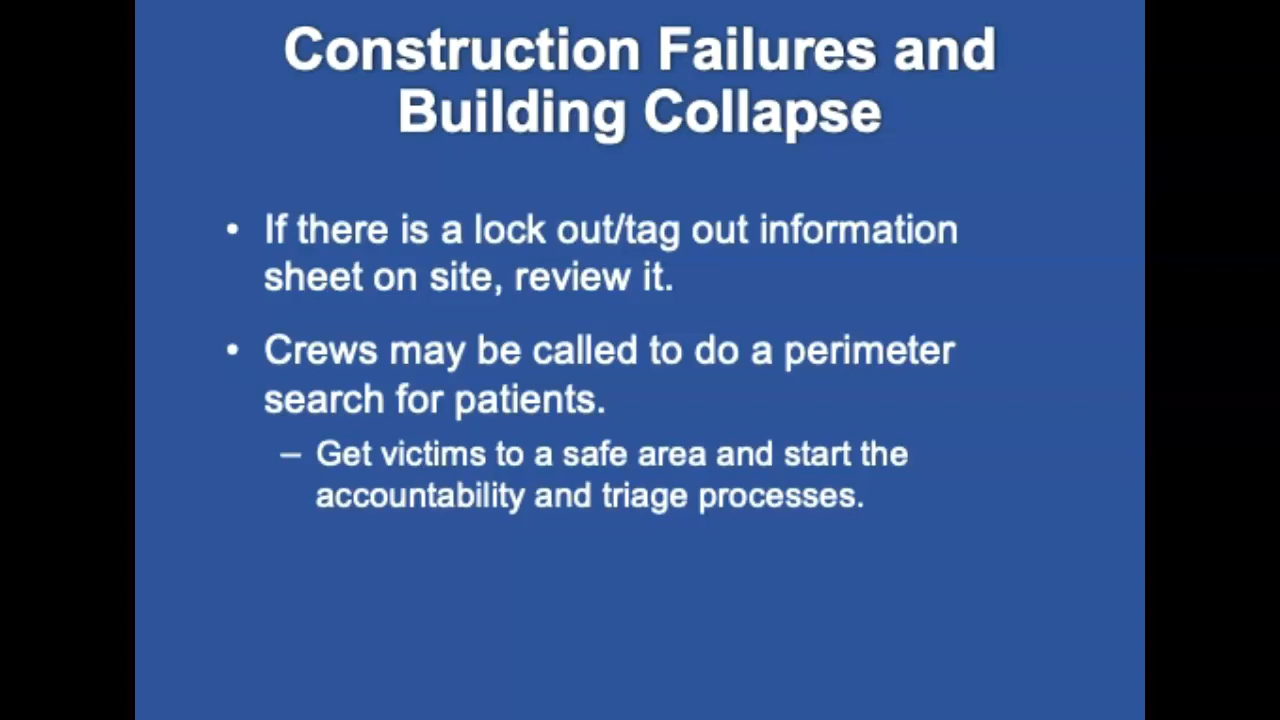 Construction Failures and
Building Collapse
• If there is a lock out/tag out information
sheet on site, review it.
• Crews may be called to do a perimeter
search for patients.
– Get victims to a safe area and start the
accountability and triage processes.